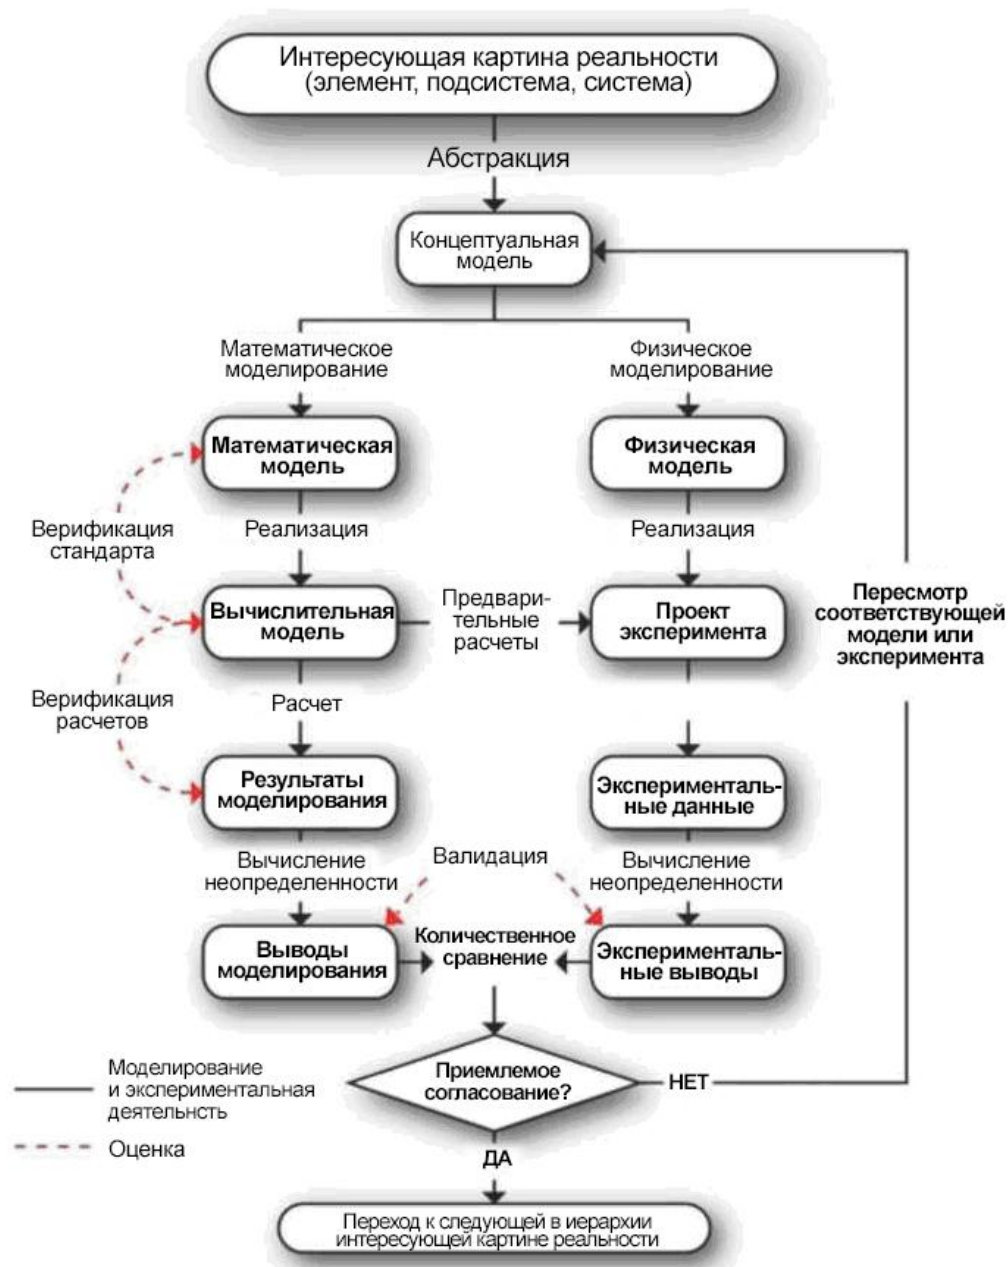 Интересующая картина реальности
(элемент, подсистема, система)
Абстракция
Концептуальная
модель
Математическое
моделирование
Физическое
моделирование
Математическая
модель
Физическая
модель
Верификация
стандарта
Реализация
Реализация
Вычислительная
модель
Предвари-
тельные
расчеты
Проект
эксперимента
Пересмотр
соответствующей
модели или
эксперимента
Верификация
расчетов
Расчет
Результаты
моделирования
Эксперименталь-
ные данные
Вычисление
неопределенности
Валидация
Вычисление
неопределенности
Выводы
моделирования
Количественное
сравнение
Эксперименталь-
ные выводы
Приемлемое
согласование?
НЕТ
Моделирование
и экспериментальная
деятельнсть
Оценка
ДА
Переход к следующей в иерархии
интересующей картине реальности